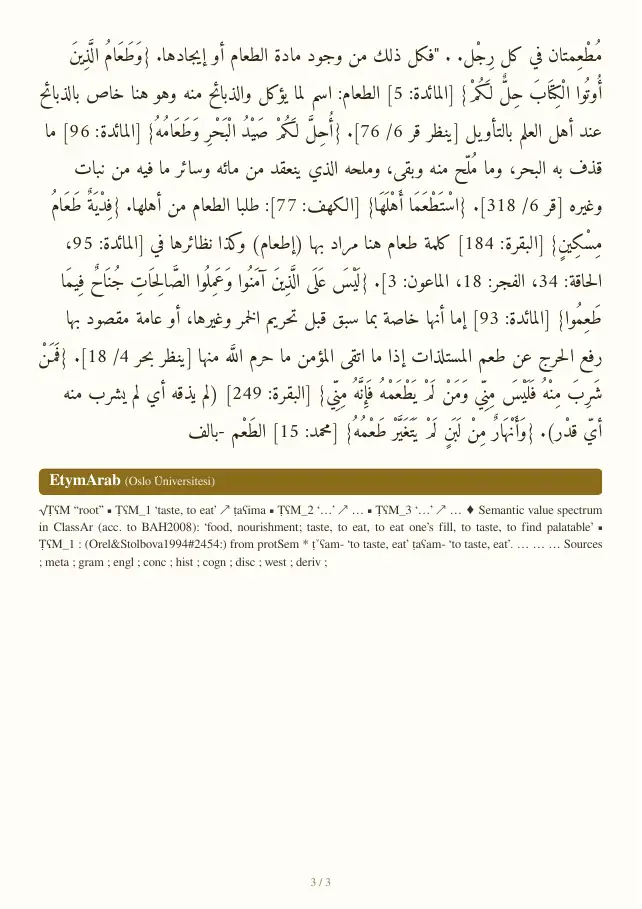 مُطْعِمتان في كل رِجْل. . "فكل ذلك من وجود مادة الطعام أو إيجادها. {وَطَعَامُ الَّذِينَ
أُوتُوا الْكِتَابَ حِلٌّ لَكُمْ} [المائدة: 5] الطعام: اسم لما يؤكل والذبائح منه وهو هنا خاص بالذبائح
عند أهل العلم بالتأويل [ينظر قر 6/ 76]. {أُحِلَّ لَكُمْ صَيْدُ الْبَحْرِ وَطَعَامُهُ} [المائدة: 96] ما
قذف به البحر، وما مُلّح منه وبقى، وملحه الذي ينعقد من مائه وسائر ما فيه من نبات
وغيره [قر 6/ 318]. {اسْتَطْعَمَا أَهْلَهَا} [الكهف: 77]: طلبا الطعام من أهلها. {فِدْيَةٌ طَعَامُ
مِسْكِينٍ} [البقرة: 184] كلمة طعام هنا مراد بها (إطعام) وكذا نظائرها في [المائدة: 95،
الحاقة: 34، الفجر: 18، الماعون: 3]. {لَيْسَ عَلَى الَّذِينَ آمَنُوا وَعَمِلُوا الصَّالِحَاتِ جُنَاحٌ فِيمَا
طَعِمُوا} [المائدة: 93] إما أنها خاصة بما سبق قبل تحريم الخمر وغيرها، أو عامة مقصود بها
رفع الحرج عن طعم المستلذات إذا ما اتقى المؤمن ما حرم الله منها [ينظر بحر 4/ 18]. {فَمَنْ
شَرِبَ مِنْهُ فَلَيْسَ مِنِّي وَمَنْ لَمْ يَطْعَمْهُ فَإِنَّهُ مِنِّي} [البقرة: 249] (لم يذقه أي لم يشرب منه
أيّ قدْر). {وَأَنْهَارٌ مِنْ لَبَنٍ لَمْ يَتَغَيَّرْ طَعْمُهُ} [محمد: 15] الطَعْم -بالف
EtymArab (Oslo Üniversitesi)
√ṬʕM “root” ▪ ṬʕM_1 ‘taste, to eat’ ↗ ṭaʕima ▪ ṬʕM_2 ‘…’ ↗ … ▪ ṬʕM_3 ‘…’ ↗ … ♦ Semantic value spectrum
in ClassAr (acc. to BAH2008): ‘food, nourishment; taste, to eat, to eat one’s fill, to taste, to find palatable’ ▪
ṬʕM_1 : (Orel&Stolbova1994#2454:) from protSem * ṭˇʕam- ‘to taste, eat’ ṭaʕam- ‘to taste, eat’. … … … Sources
; meta ; gram ; engl ; conc ; hist ; cogn ; disc ; west ; deriv ;
3 / 3